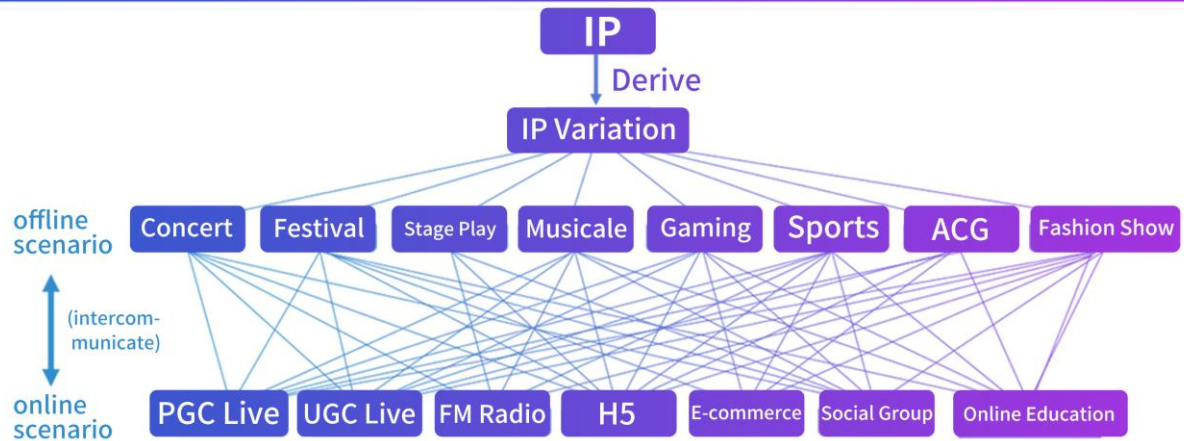 IP
Derive
IP Variation
offline
scenario
Concert
Festival
Stage Play
Musicale
Gaming
Sports
ACG
Fashion Show
(intercom-
municate)
online
scenario
PGC Live
UGC Live
FM Radio
H5
E-commerce
Social Group
Online Education